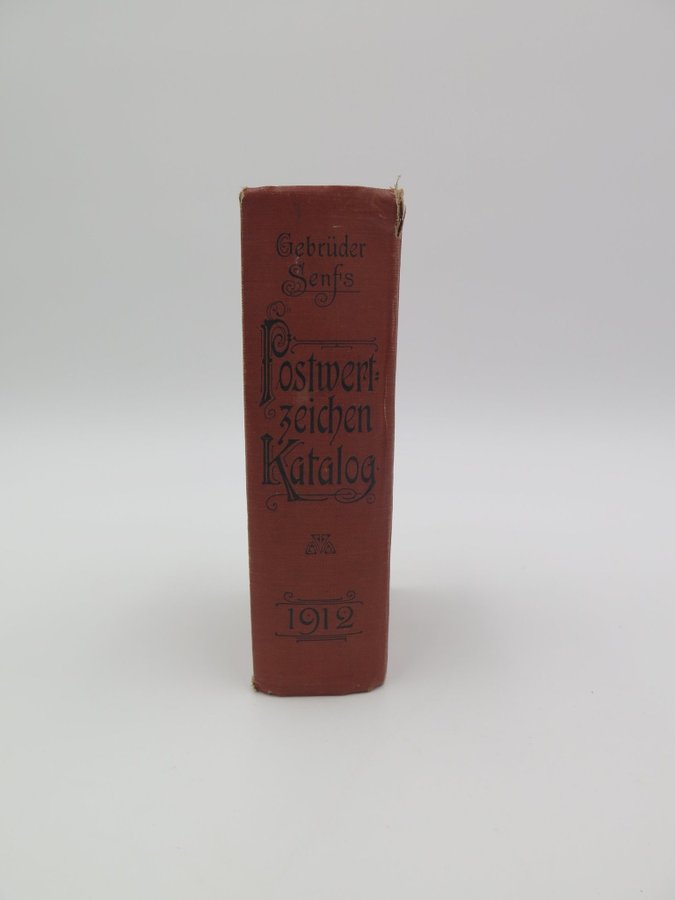 Gebrüder
Senfs
Postwert-
zeichen
Katalog.
1912